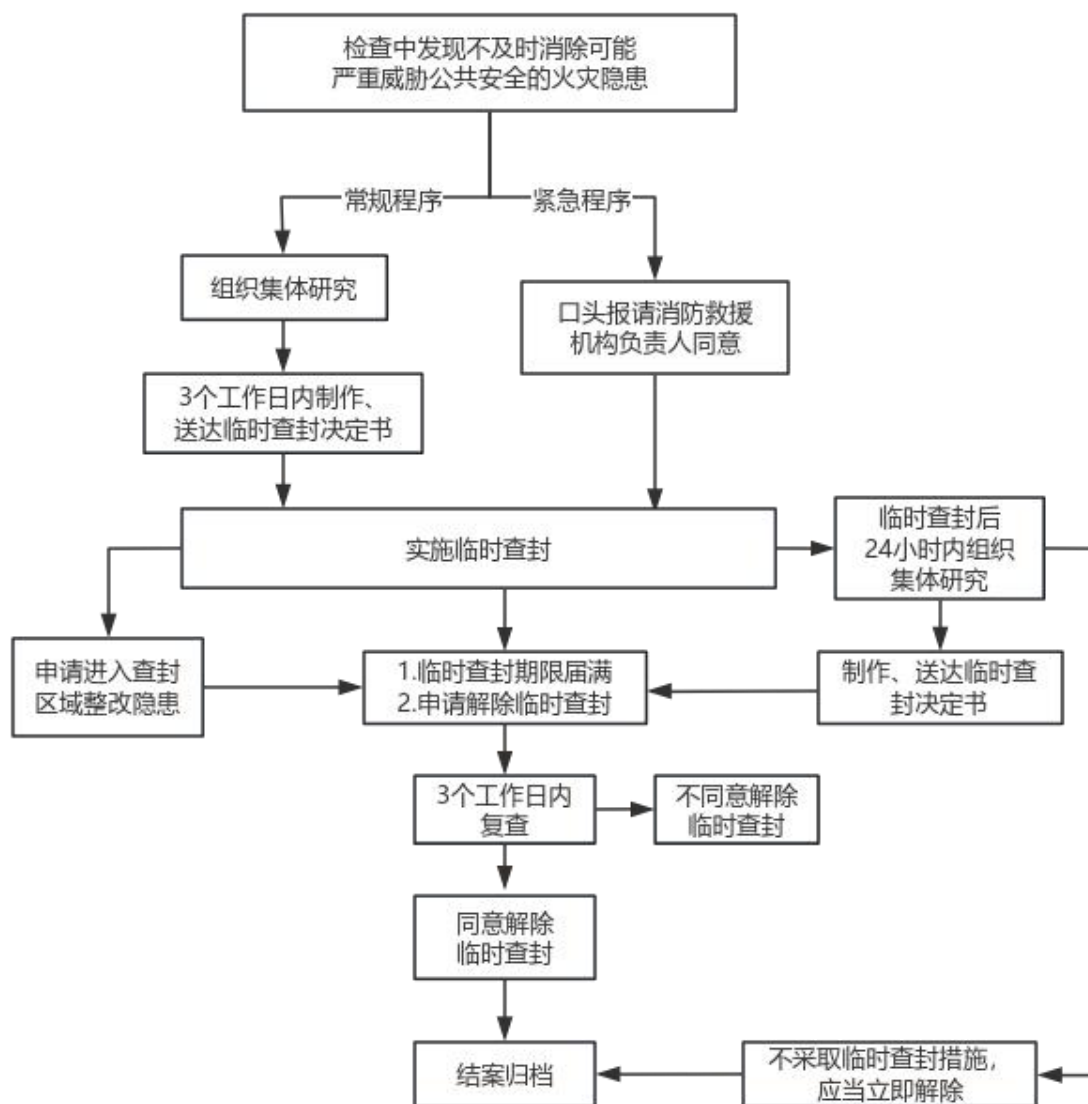 检查中发现不及时消除可能
严重威胁公共安全的火灾隐患
常规程序
紧急程序
组织集体研究
口头报请消防救援
机构负责人同意
3个工作日内制作、
送达临时查封决定书
实施临时查封
临时查封后
24小时内组织
集体研究
申请进入查封
区域整改隐患
1.临时查封期限届满
2.申请解除临时查封
制作、送达临时查
封决定书
3个工作日内
复查
不同意解除
临时查封
同意解除
临时查封
结案归档
不采取临时查封措施，
应当立即解除